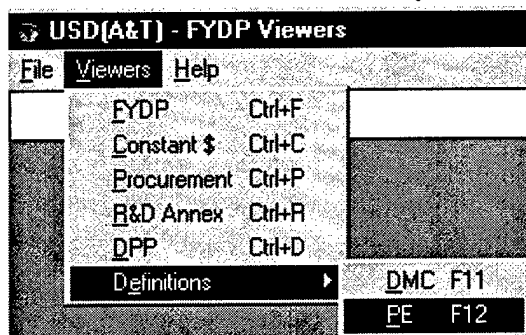 USD(A&T) - FYDP Viewers
File Viewers Help
FYDP Ctrl+F
Constant $ Ctrl+C
Procurement Ctrl+P
R&D Annex Ctrl+R
DPP Ctrl+D
Definitions
DMC F11
PE F12